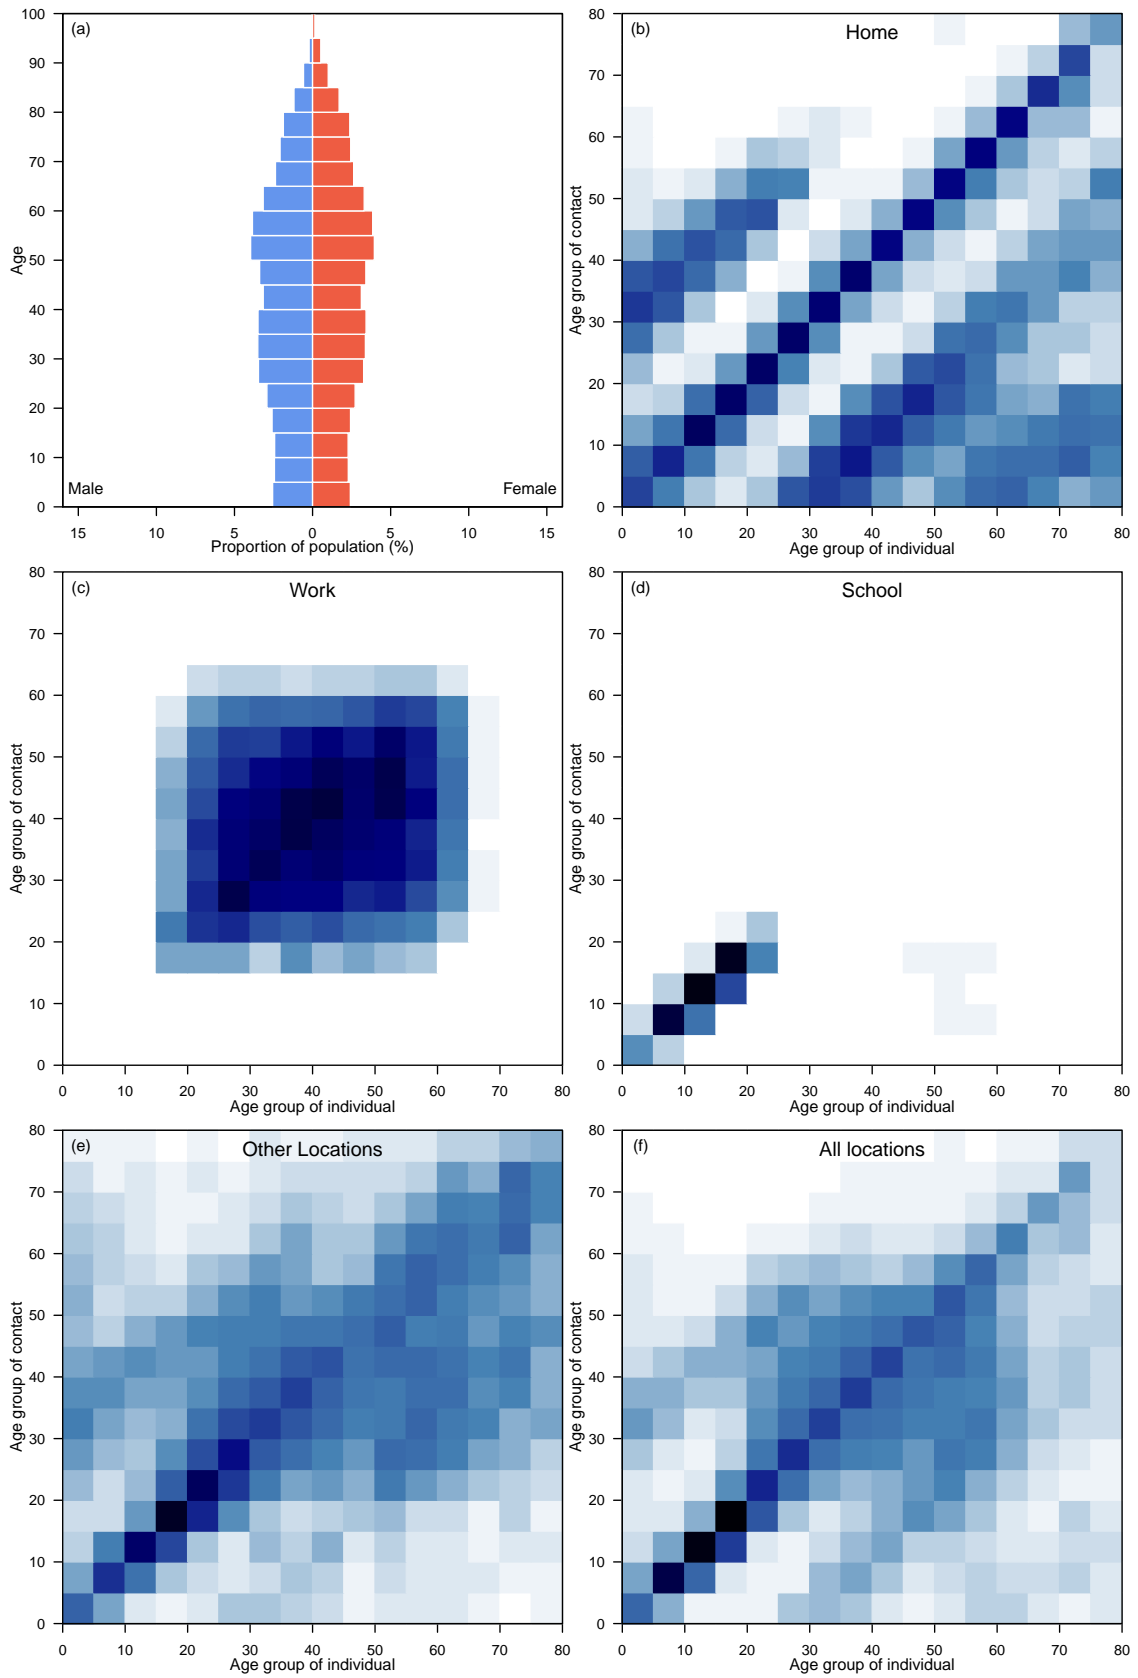 (a)
100
90
80
70
60
50
40
30
20
10
0
Age
Male
Female
15 10 5 0 5 10 15
Proportion of population (%)
(b)
Home
80
70
60
50
40
30
20
10
0
Age group of contact
0 10 20 30 40 50 60 70 80
Age group of individual
(c)
Work
80
70
60
50
40
30
20
10
0
Age group of contact
0 10 20 30 40 50 60 70 80
Age group of individual
(d)
School
80
70
60
50
40
30
20
10
0
Age group of contact
0 10 20 30 40 50 60 70 80
Age group of individual
(e)
Other Locations
80
70
60
50
40
30
20
10
0
Age group of contact
0 10 20 30 40 50 60 70 80
Age group of individual
(f)
All locations
80
70
60
50
40
30
20
10
0
Age group of contact
0 10 20 30 40 50 60 70 80
Age group of individual